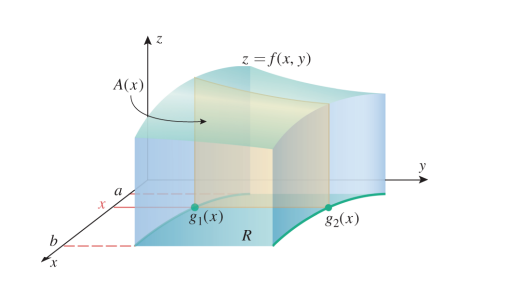 z
z = f(x, y)
A(x)
y
a
x
g₁(x)
g₂(x)
b
R
x